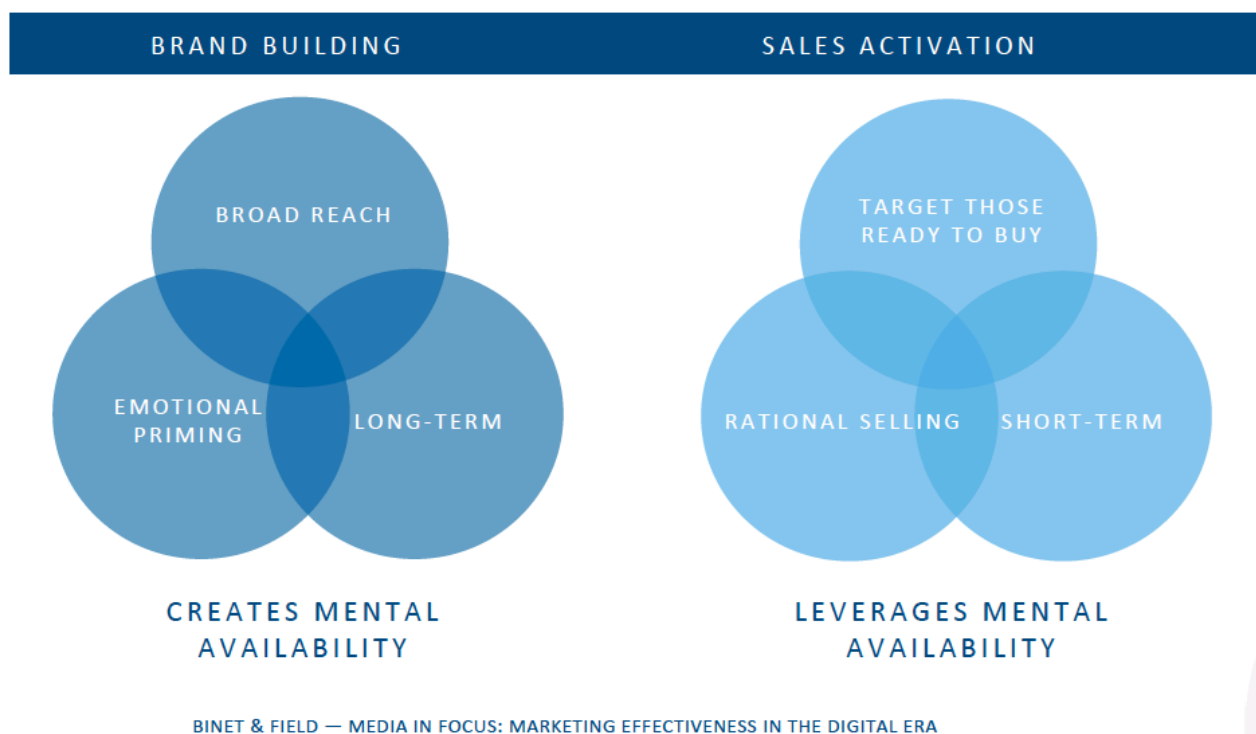 BRAND BUILDING
SALES ACTIVATION
BROAD REACH
EMOTIONAL
PRIMING
LONG-TERM
TARGET THOSE
READY TO BUY
RATIONAL SELLING
SHORT-TERM
CREATES MENTAL
AVAILABILITY
LEVERAGES MENTAL
AVAILABILITY
BINET & FIELD — MEDIA IN FOCUS: MARKETING EFFECTIVENESS IN THE DIGITAL ERA